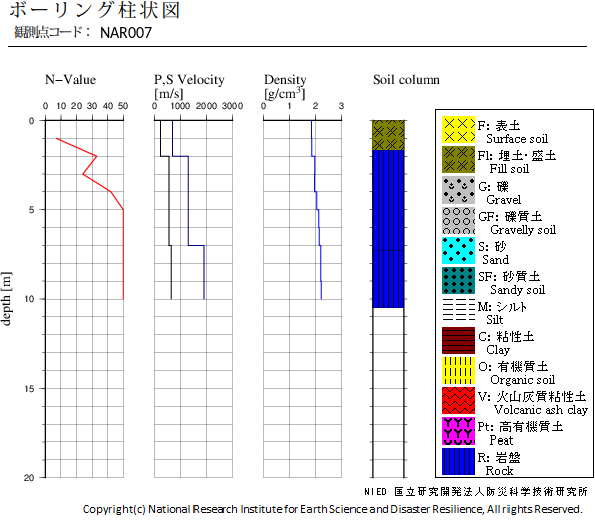 ボーリング柱状図
観測点コード： NAR007
N-Value
0 10 20 30 40 50
P,S Velocity
[m/s]
0 1000 2000 3000
Density
[g/cm3]
0 1 2 3
Soil column
depth [m]
0
5
10
15
20
F: 表土
Surface soil
Fl: 埋土・盛土
Fill soil
G: 礫
Gravel
GF: 礫質土
Gravelly soil
S: 砂
Sand
SF: 砂質土
Sandy soil
M: シルト
Silt
C: 粘性土
Clay
O: 有機質土
Organic soil
V: 火山灰質粘性土
Volcanic ash clay
Pt: 高有機質土
Peat
R: 岩盤
Rock
NIED 国立研究開発法人防災科学技術研究所
Copyright(c) National Research Institute for Earth Science and Disaster Resilience, All rights Reserved.